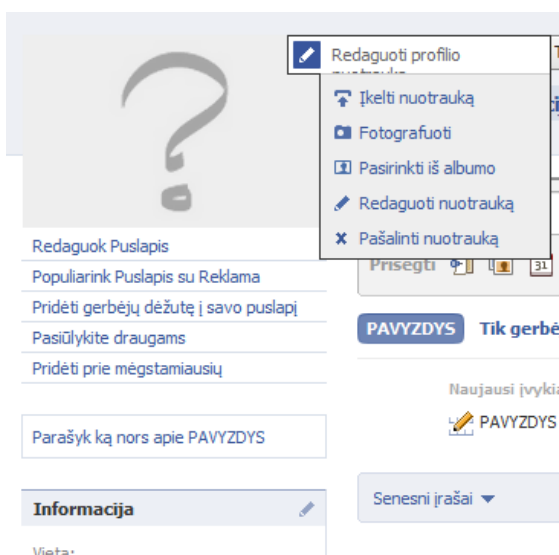 Redaguoti profilio
Įkelti nuotrauką
Fotografuoti
Pasirinkti iš albumo
Redaguoti nuotrauką
Pašalinti nuotrauką
Redaguok Puslapis
Populiarink Puslapis su Reklama
Pridėti gerbėjų dėžutę į savo puslapį
Pasiūlykite draugams
Pridėti prie mėgstamiausių
Parašyk ką nors apie PAVYZDYS
Informacija
Vieta:
Prisegti 31
PAVYZDYS Tik gerbė
Naujausi įvykia
PAVYZDYS
Senesni įrašai